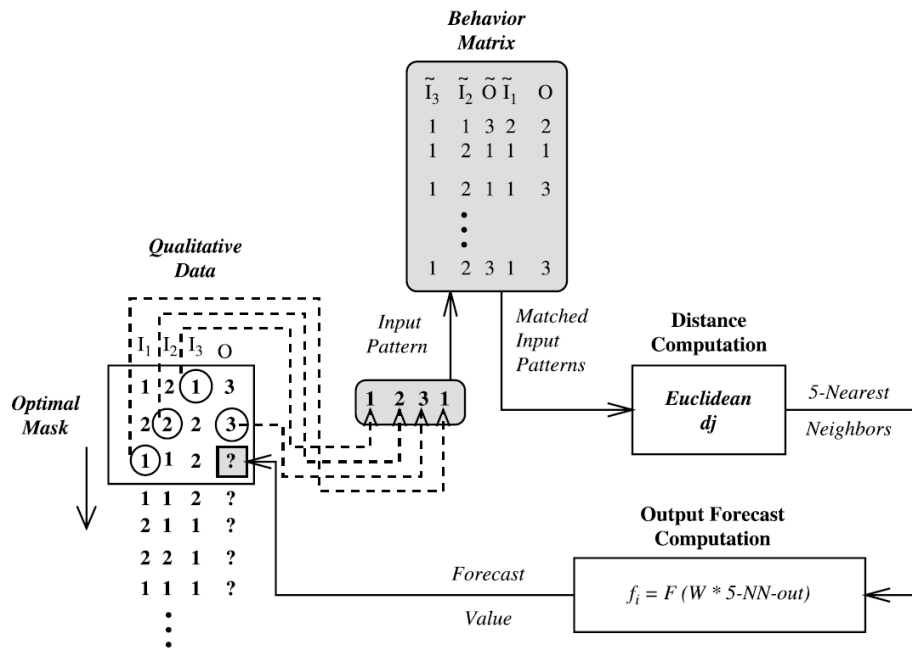 Behavior
Matrix
Ĩ3 Ĩ2 Õ Ĩ1 O
1 1 3 2 2
1 2 1 1 1
1 2 1 1 3
1 2 3 1 3
Qualitative
Data
Input
Pattern
Matched
Input
Patterns
Distance
Computation
I1 I2 I3 O
Optimal
Mask
1 2 1 3
2 2 2 3
1 1 2 ?
1 1 2 ?
2 1 1 ?
2 2 1 ?
1 1 1 ?
1 2 3 1
Euclidean
dj
5-Nearest
Neighbors
Output Forecast
Computation
Forecast
Value
fi = F (W * 5-NN-out)